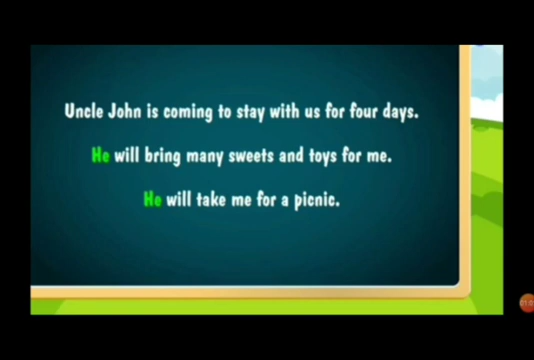 Uncle John is coming to stay with us for four days.
He will bring many sweets and toys for me.
He will take me for a picnic.